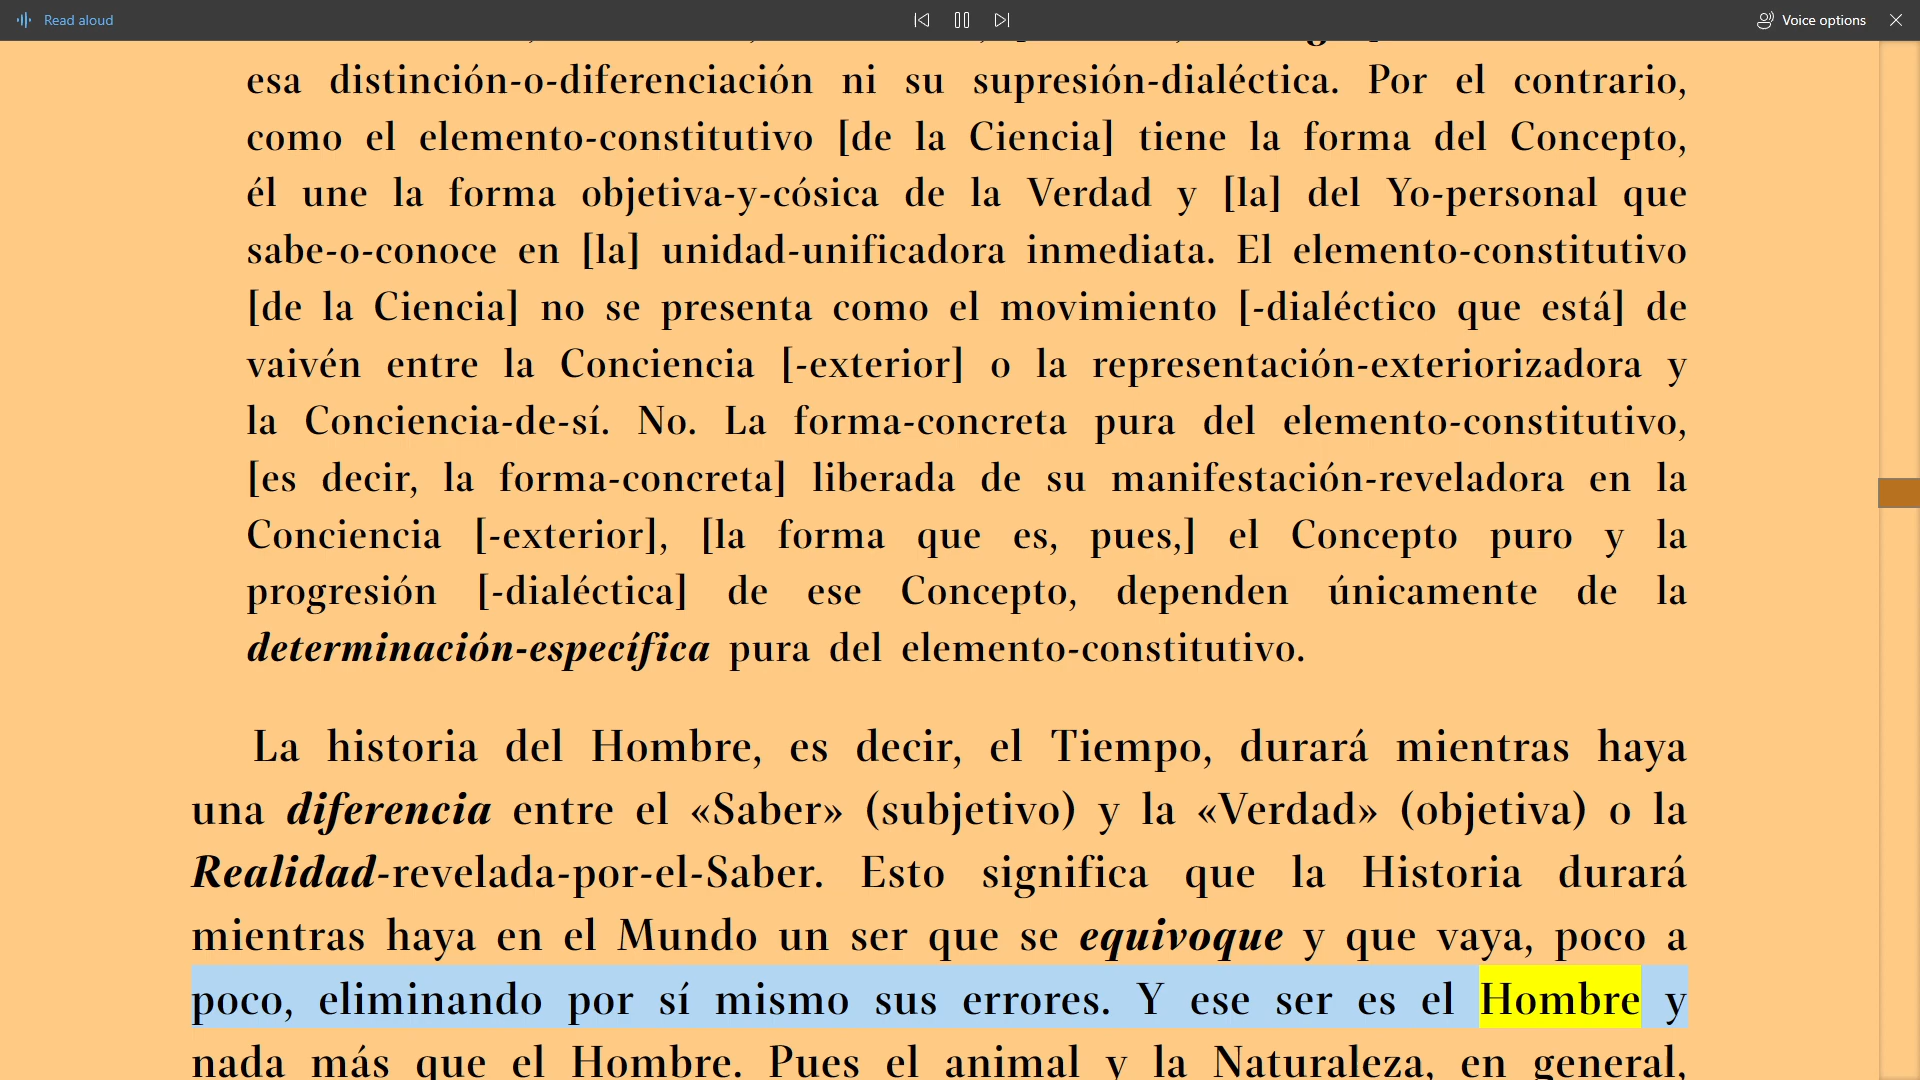 Read aloud
Voice options
esa distinción-o-diferenciación ni su supresión-dialéctica. Por el contrario,
como el elemento-constitutivo [de la Ciencia] tiene la forma del Concepto,
él une la forma objetiva-y-cósica de la Verdad y [la] del Yo-personal que
sabe-o-conoce en [la] unidad-unificadora inmediata. El elemento-constitutivo
[de la Ciencia] no se presenta como el movimiento [-dialéctico que está] de
vaivén entre la Conciencia [-exterior] o la representación-exteriorizadora y
la Conciencia-de-sí. No. La forma-concreta pura del elemento-constitutivo,
[es decir, la forma-concreta] liberada de su manifestación-reveladora en la
Conciencia [-exterior], [la forma que es, pues,] el Concepto puro y la
progresión [-dialéctica] de ese Concepto, dependen únicamente de la
determinación-específica pura del elemento-constitutivo.
La historia del Hombre, es decir, el Tiempo, durará mientras haya
una diferencia entre el «Saber» (subjetivo) y la «Verdad» (objetiva) o la
Realidad-revelada-por-el-Saber. Esto significa que la Historia durará
mientras haya en el Mundo un ser que se equivoque y que vaya, poco a
poco, eliminando por sí mismo sus errores. Y ese ser es el Hombre y
nada más que el Hombre. Pues el animal y la Naturaleza, en general,